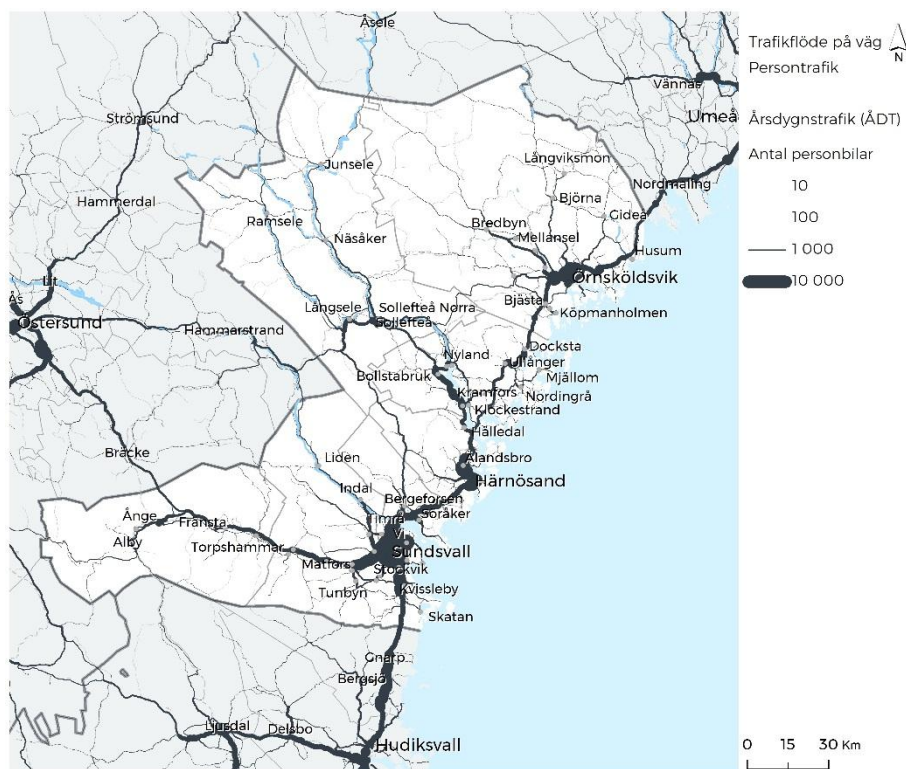 Åsele
Trafikflöde på väg
Persontrafik
N
Vännäs
Umeå
Årsdygnstrafik (ÅDT)
Antal personbilar
10
100
1 000
10 000
Strömsund
Junsele
Långviksmon
Björna
Nordmaling
Hammerdal
Gideå
Ramsele
Bredbyn
Näsåker
Mellansel
Husum
Lit
Örnsköldsvik
Ås
Östersund
Bjästa
Köpmanholmen
Långsele
Sollefteå Norra
Sollefteå
Hammarstrand
Docksta
Nyland
Ullånger
Bollstabruk
Mjällom
Nordingrå
Kramfors
Klockestrand
Hälledal
Bräcke
Liden
Älandsbro
Härnösand
Indal
Bergeforsen
Söråker
Ånge
Fränsta
Timrå
Vi
Alby
Torpshammar
Sundsvall
Matfors
Stockvik
Tunbyn
Kvissleby
Skatan
Gnarp
Bergsjö
Ljusdal
Delsbo
Hudiksvall
0 15 30 Km